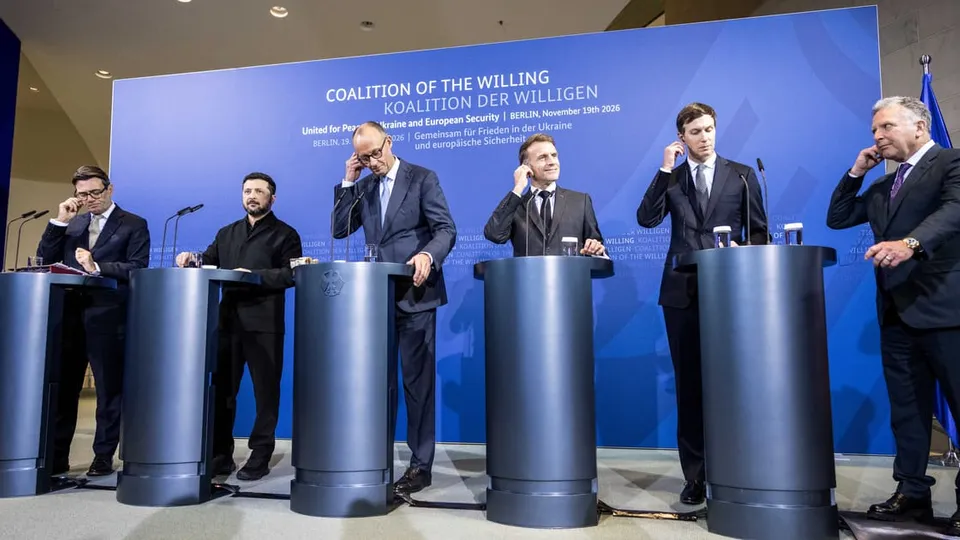 COALITION OF THE WILLING
KOALITION DER WILLIGEN
United for Peace Ukraine and European Security | BERLIN, November 19th 2026
BERLIN, 19. 2026 | Gemeinsam für Frieden in der Ukraine
und europäische Sicherheit